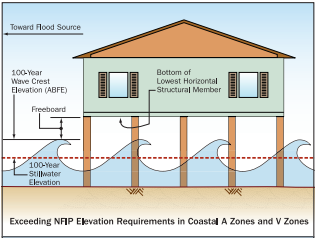 Toward Flood Source
100-Year
Wave Crest
Elevation (ABFE)
Freeboard
Bottom of
Lowest Horizontal
Structural Member
100-Year
Stillwater
Elevation
Exceeding NFIP Elevation Requirements in Coastal A Zones and V Zones